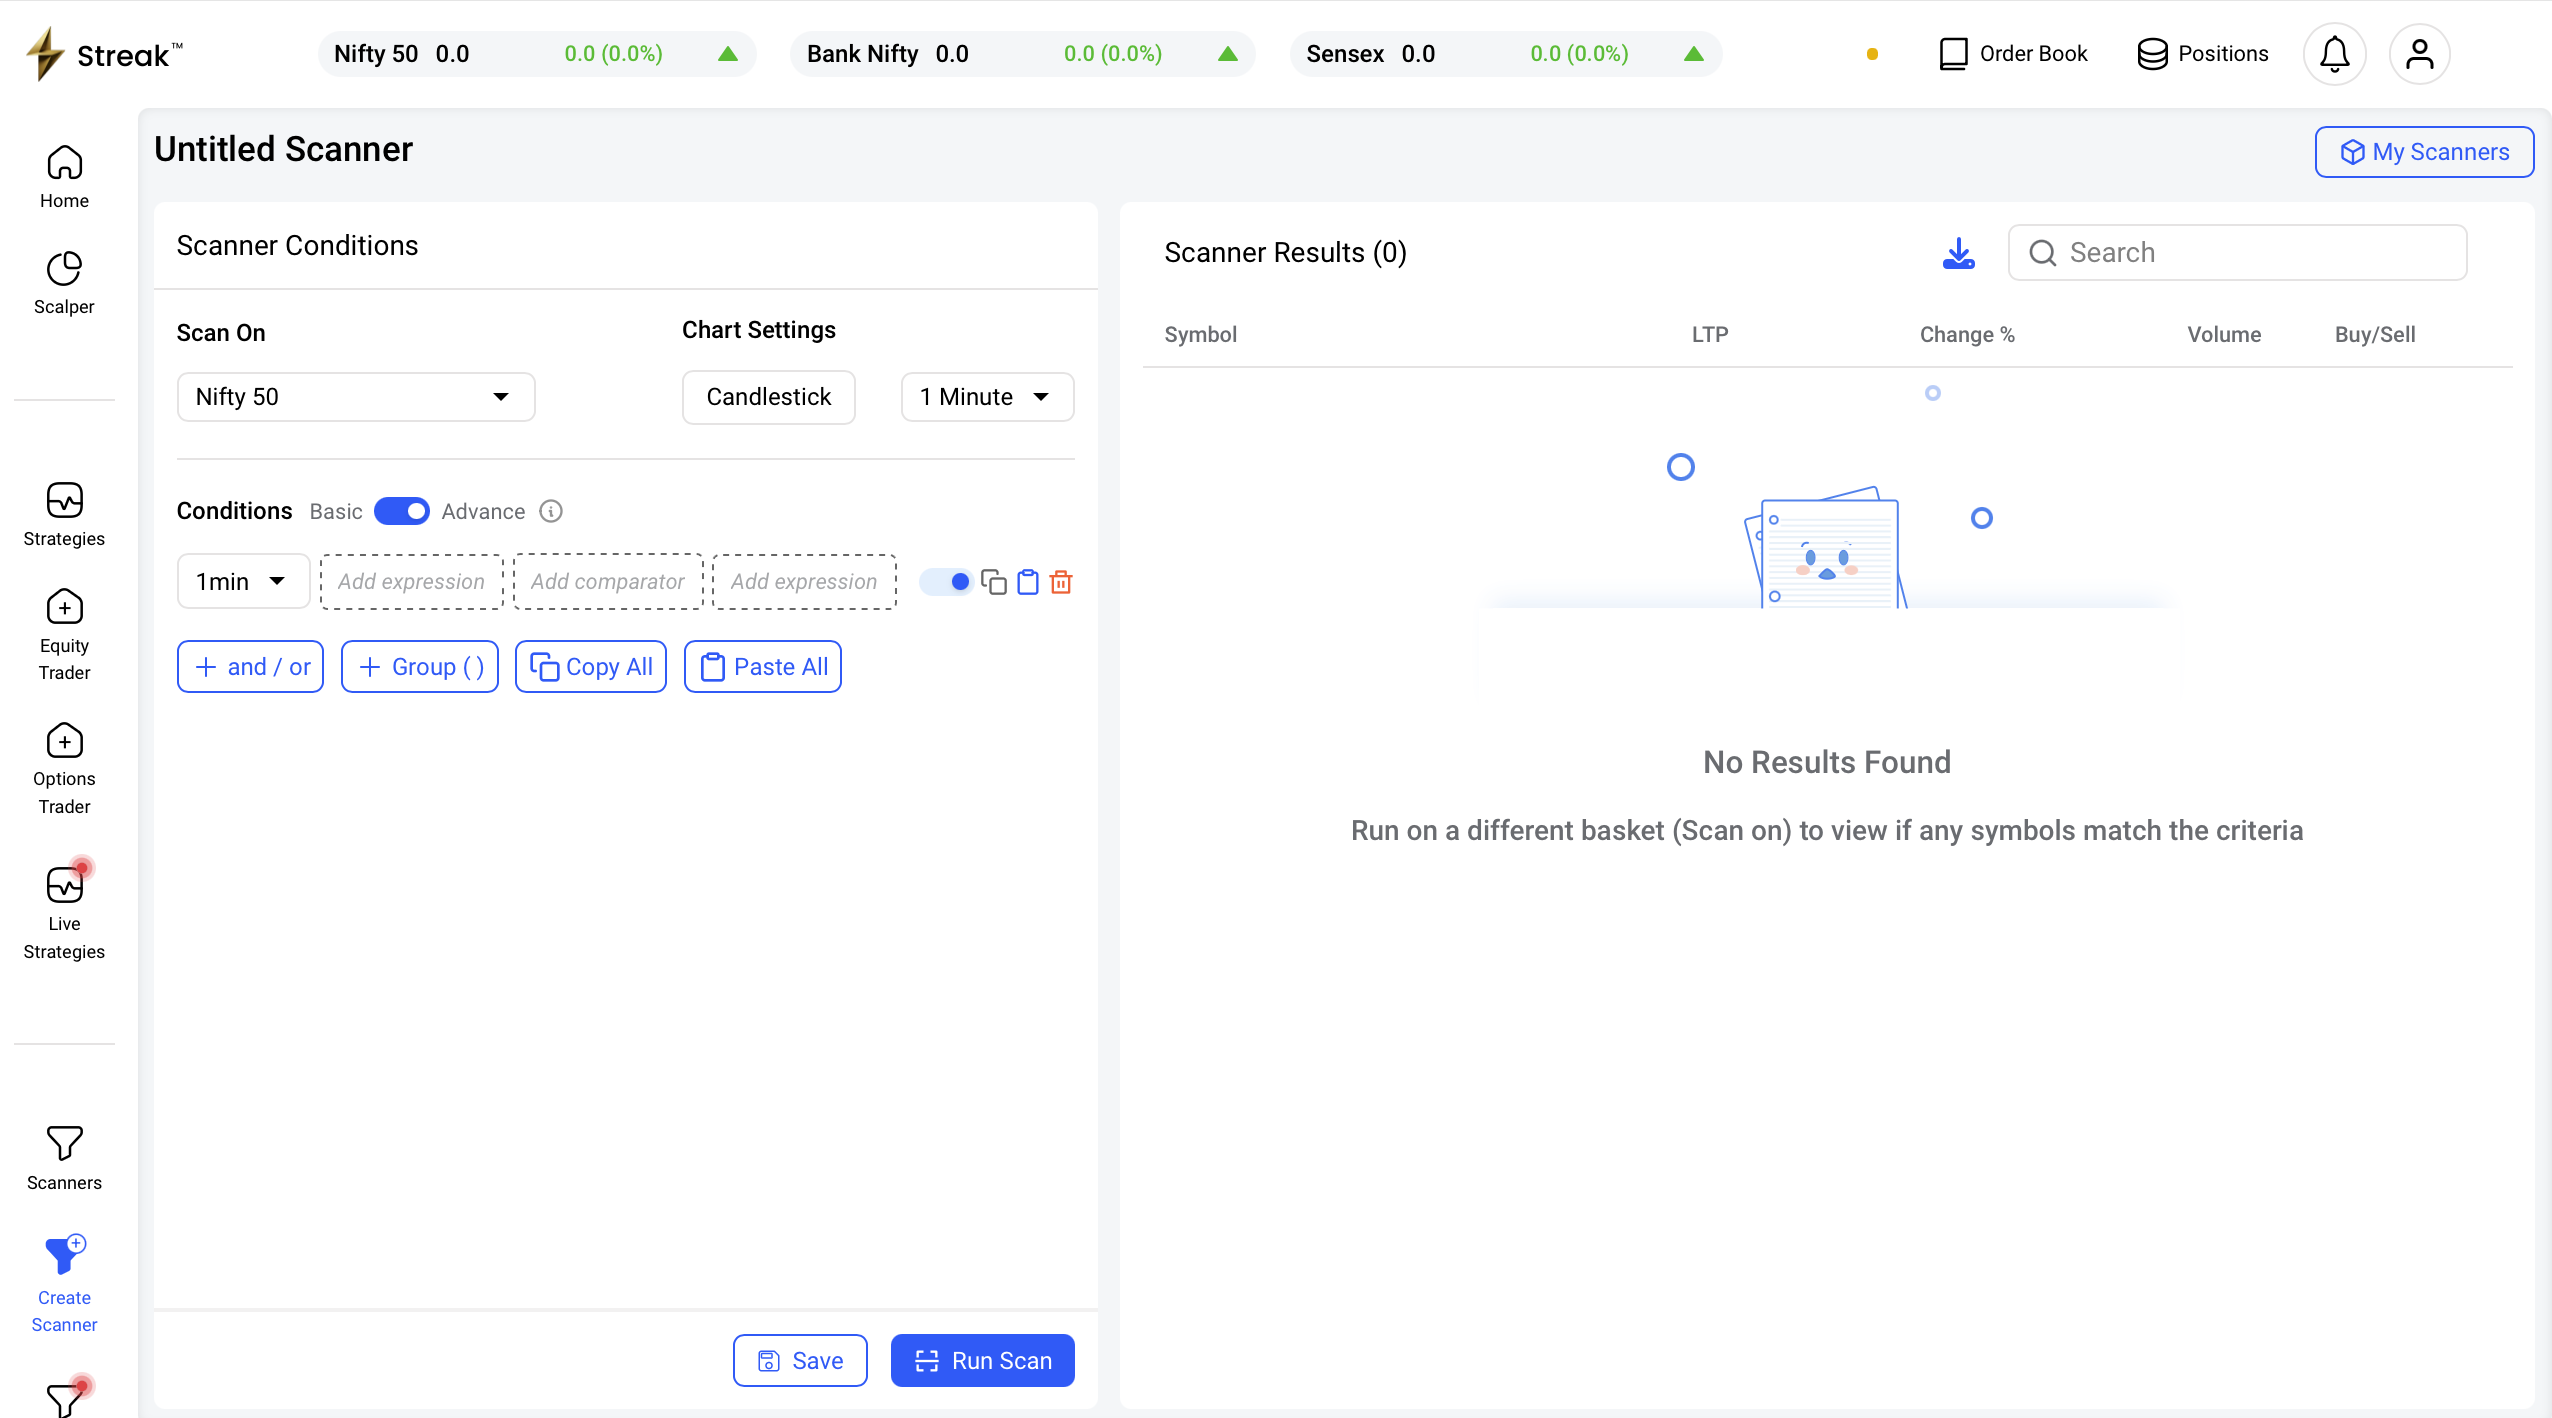 Streak™
Nifty 50 0.0 0.0 (0.0%)
Bank Nifty 0.0 0.0 (0.0%)
Sensex 0.0 0.0 (0.0%)
Order Book
Positions
Home
Scalper
Strategies
Equity
Trader
Options
Trader
Live
Strategies
Scanners
Create
Scanner
Untitled Scanner
My Scanners
Scanner Conditions
Scan On
Chart Settings
Nifty 50
Candlestick
1 Minute
Conditions Basic Advance
1min Add expression Add comparator Add expression
and / or
Group ( )
Copy All
Paste All
Save
Run Scan
Scanner Results (0)
Search
Symbol LTP Change % Volume Buy/Sell
No Results Found
Run on a different basket (Scan on) to view if any symbols match the criteria